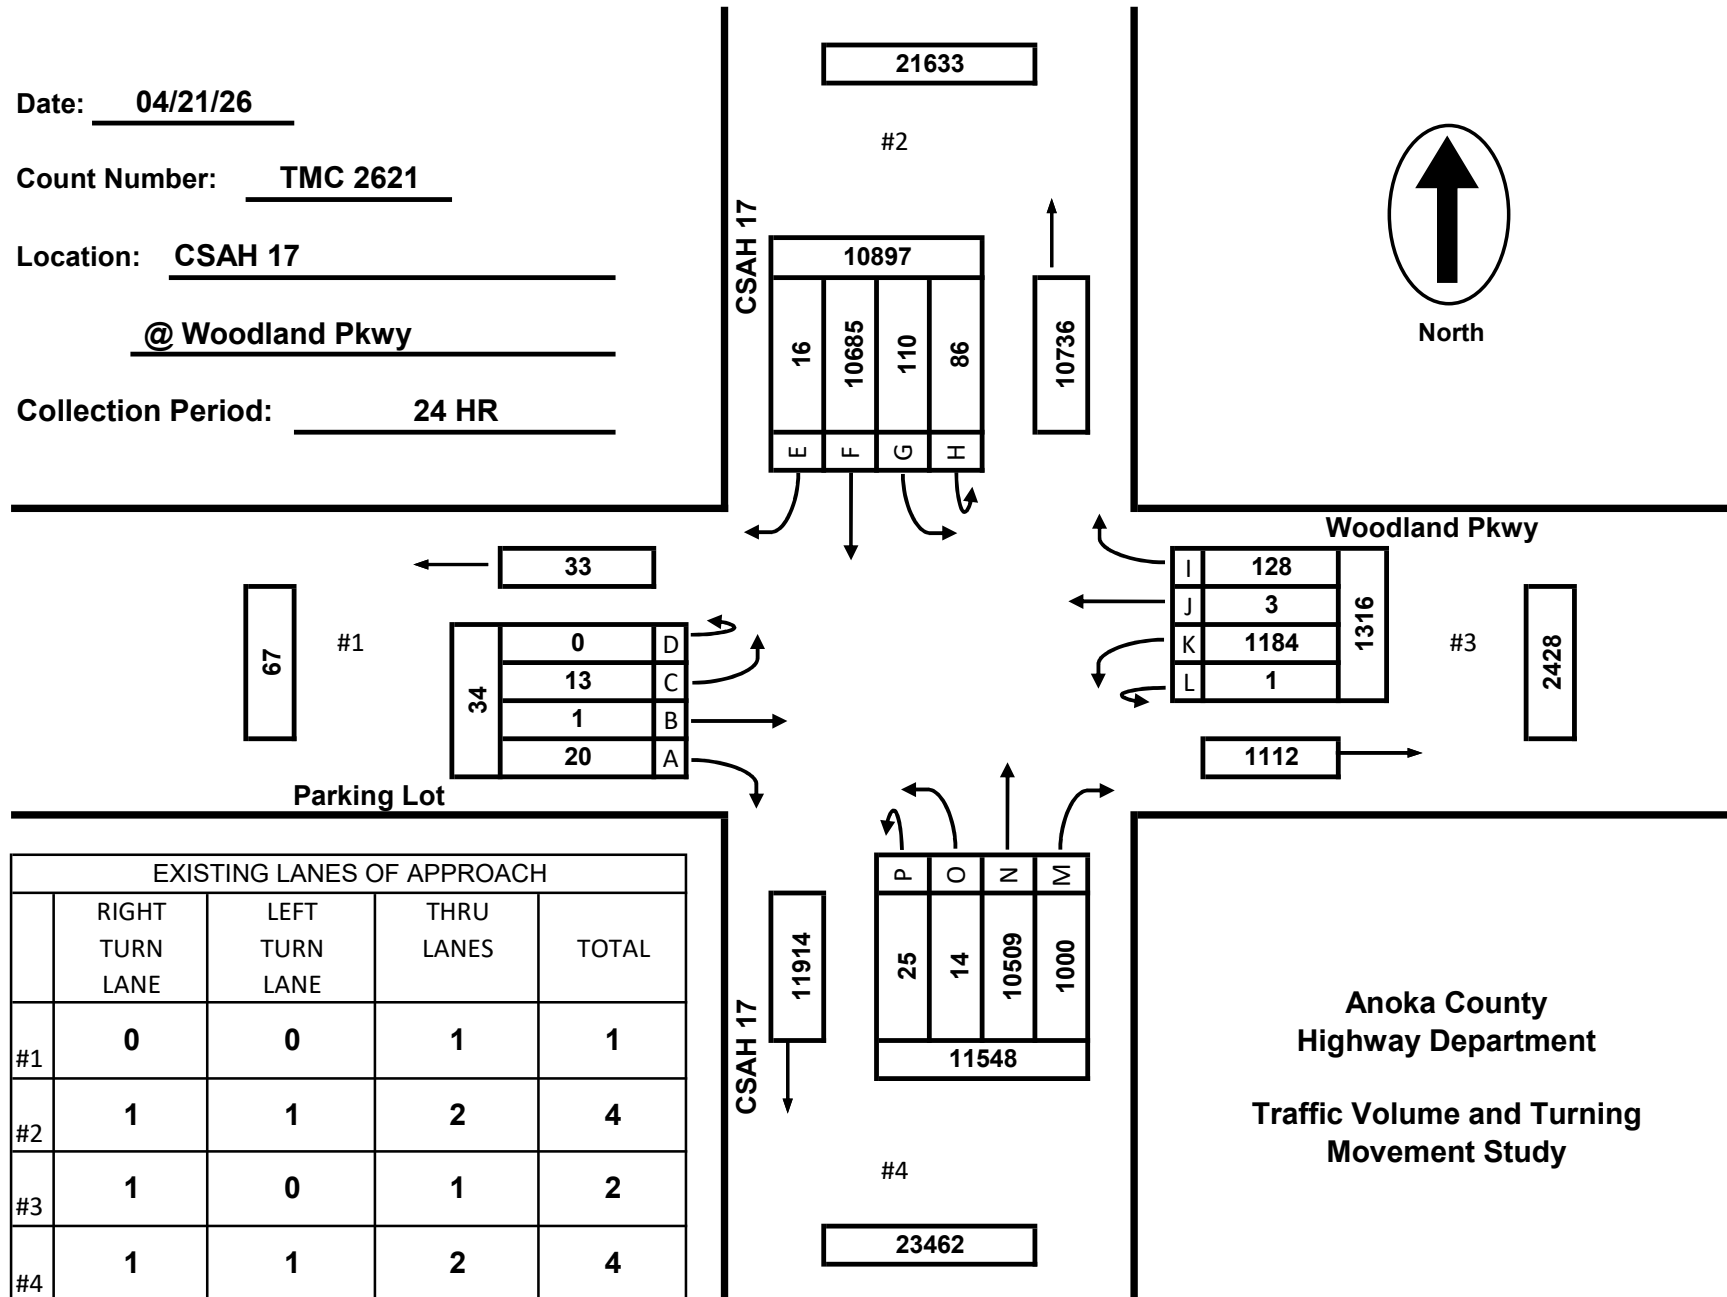 21633
Date: 04/21/26
#2
Count Number: TMC 2621
Location: CSAH 17
CSAH 17
10897
16 10685 110 86
10736
E F G H
North
@ Woodland Pkwy
Collection Period: 24 HR
Woodland Pkwy
33
67
#1
34
0 D
13 C
1 B
20 A
Parking Lot
I 128
J 3
K 1184
L 1
1316
#3
2428
1112
EXISTING LANES OF APPROACH
RIGHT TURN LANE
LEFT TURN LANE
THRU LANES
TOTAL
#1 0 0 1 1
#2 1 1 2 4
#3 1 0 1 2
#4 1 1 2 4
CSAH 17
11914
P O N M
25 14 10509 1000
11548
#4
23462
Anoka County
Highway Department
Traffic Volume and Turning
Movement Study